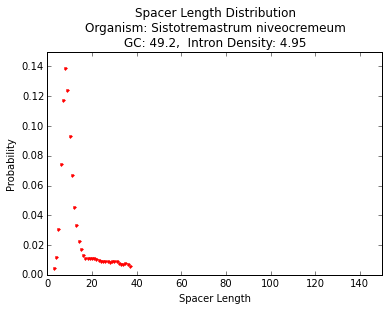 Spacer Length Distribution
Organism: Sistotremastrum niveocremeum
GC: 49.2,  Intron Density: 4.95
0.14
0.12
0.10
0.08
0.06
0.04
0.02
0.00
Probability
0 20 40 60 80 100 120 140
Spacer Length